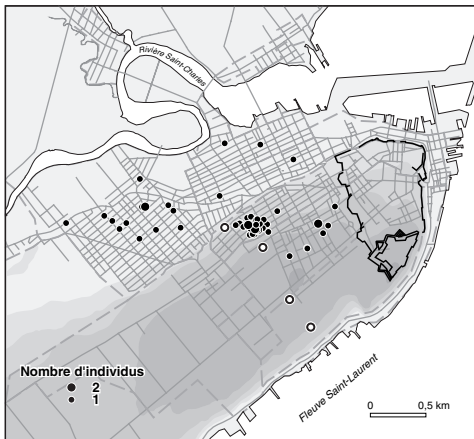 Rivière Saint-Charles
Fleuve Saint-Laurent
Nombre d'individus
2
1
0 0,5 km